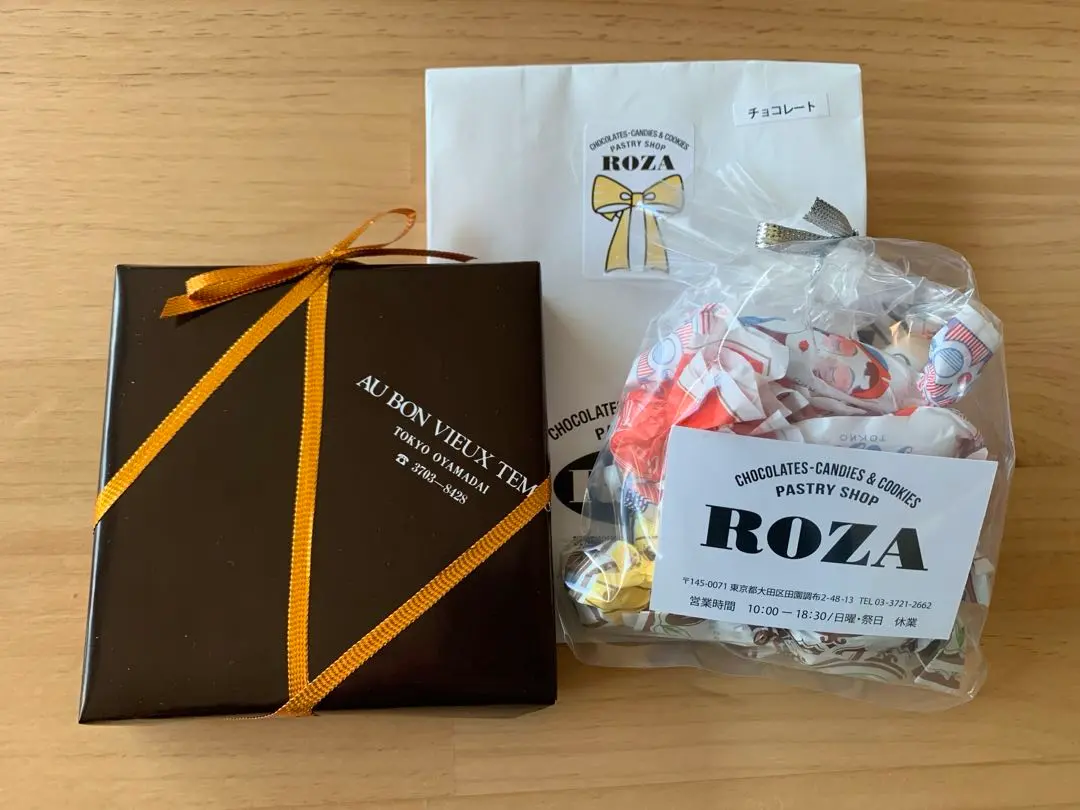 AU BON VIEUX TEM
TOKYO OYAMADAI
☎ 3703—8428
チョコレート
CHOCOLATES-CANDIES & COOKIES
PASTRY SHOP
ROZA
CHOCOLATES
CHOCOLATES-CANDIES & COOKIES
PASTRY SHOP
ROZA
〒145-0071 東京都大田区田園調布2-48-13 TEL 03-3721-2662
営業時間 10:00 — 18:30/日曜・祭日 休業